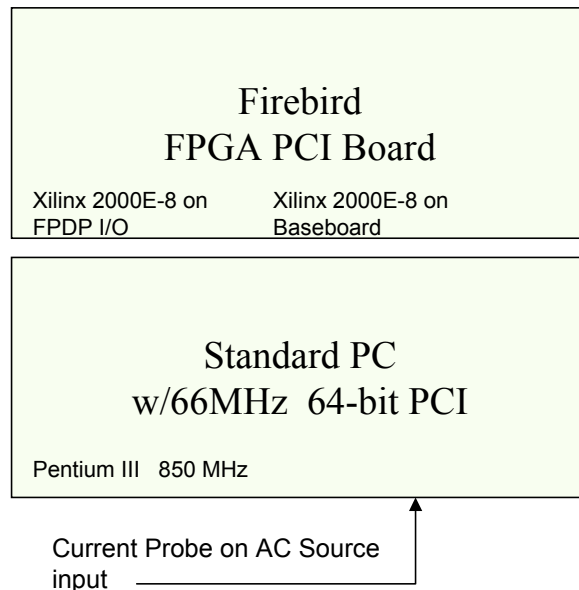 Firebird
FPGA PCI Board
Xilinx 2000E-8 on Xilinx 2000E-8 on
FPDP I/O Baseboard
Standard PC
w/66MHz 64-bit PCI
Pentium III 850 MHz
Current Probe on AC Source
input